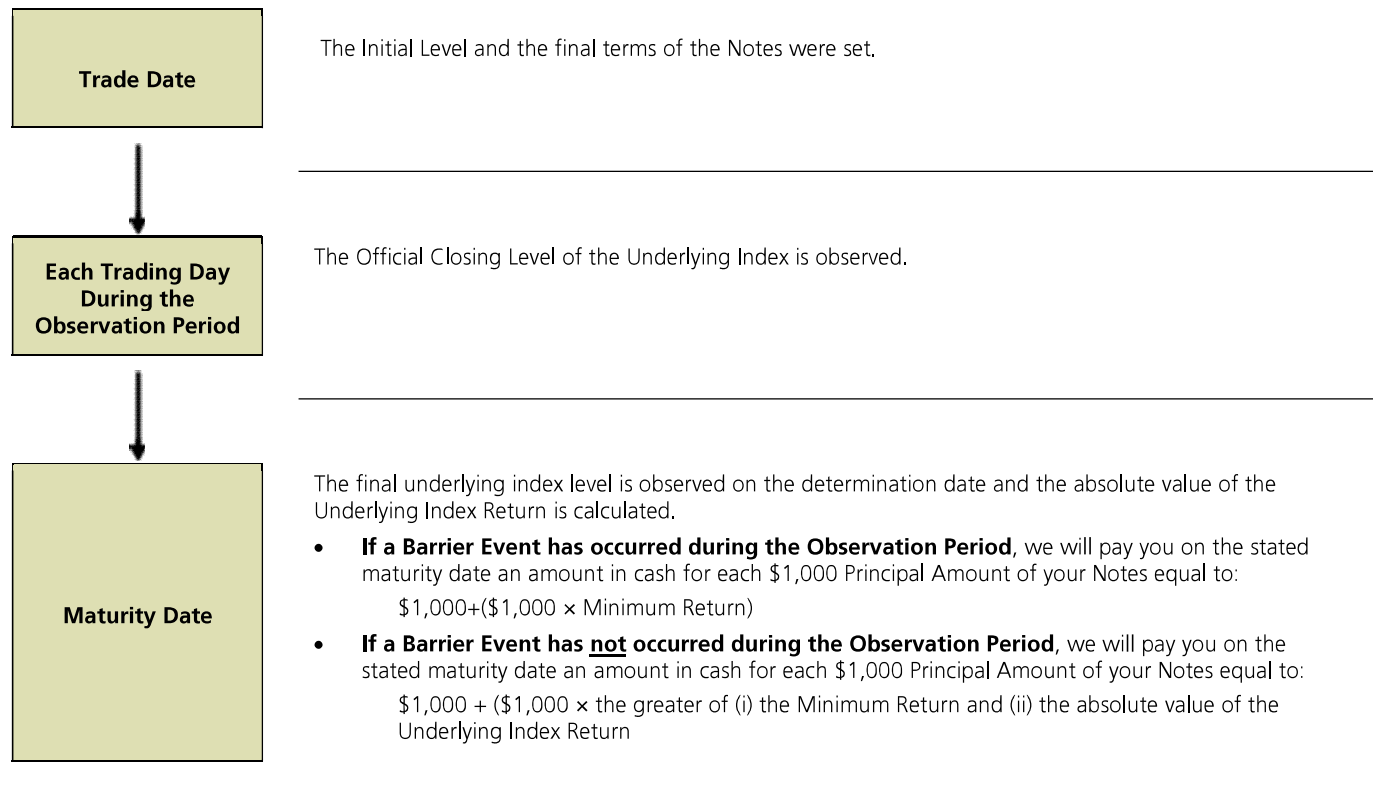 Trade Date
The Initial Level and the final terms of the Notes were set.
Each Trading Day
During the
Observation Period
The Official Closing Level of the Underlying Index is observed.
Maturity Date
The final underlying index level is observed on the determination date and the absolute value of the
Underlying Index Return is calculated.
• If a Barrier Event has occurred during the Observation Period, we will pay you on the stated
maturity date an amount in cash for each $1,000 Principal Amount of your Notes equal to:
$1,000+($1,000 × Minimum Return)
• If a Barrier Event has not occurred during the Observation Period, we will pay you on the
stated maturity date an amount in cash for each $1,000 Principal Amount of your Notes equal to:
$1,000 + ($1,000 × the greater of (i) the Minimum Return and (ii) the absolute value of the
Underlying Index Return